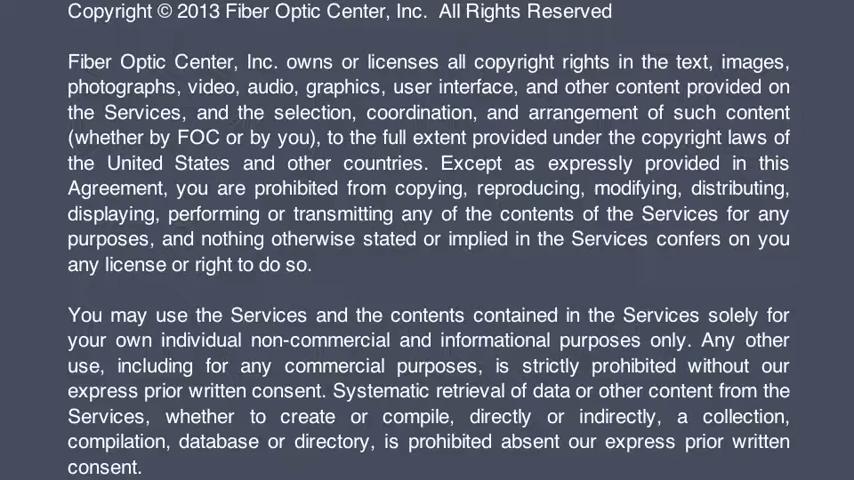 Copyright © 2013 Fiber Optic Center, Inc.  All Rights Reserved
Fiber Optic Center, Inc. owns or licenses all copyright rights in the text, images,
photographs, video, audio, graphics, user interface, and other content provided on
the Services, and the selection, coordination, and arrangement of such content
(whether by FOC or by you), to the full extent provided under the copyright laws of
the United States and other countries. Except as expressly provided in this
Agreement, you are prohibited from copying, reproducing, modifying, distributing,
displaying, performing or transmitting any of the contents of the Services for any
purposes, and nothing otherwise stated or implied in the Services confers on you
any license or right to do so.
You may use the Services and the contents contained in the Services solely for
your own individual non-commercial and informational purposes only. Any other
use, including for any commercial purposes, is strictly prohibited without our
express prior written consent. Systematic retrieval of data or other content from the
Services, whether to create or compile, directly or indirectly, a collection,
compilation, database or directory, is prohibited absent our express prior written
consent.